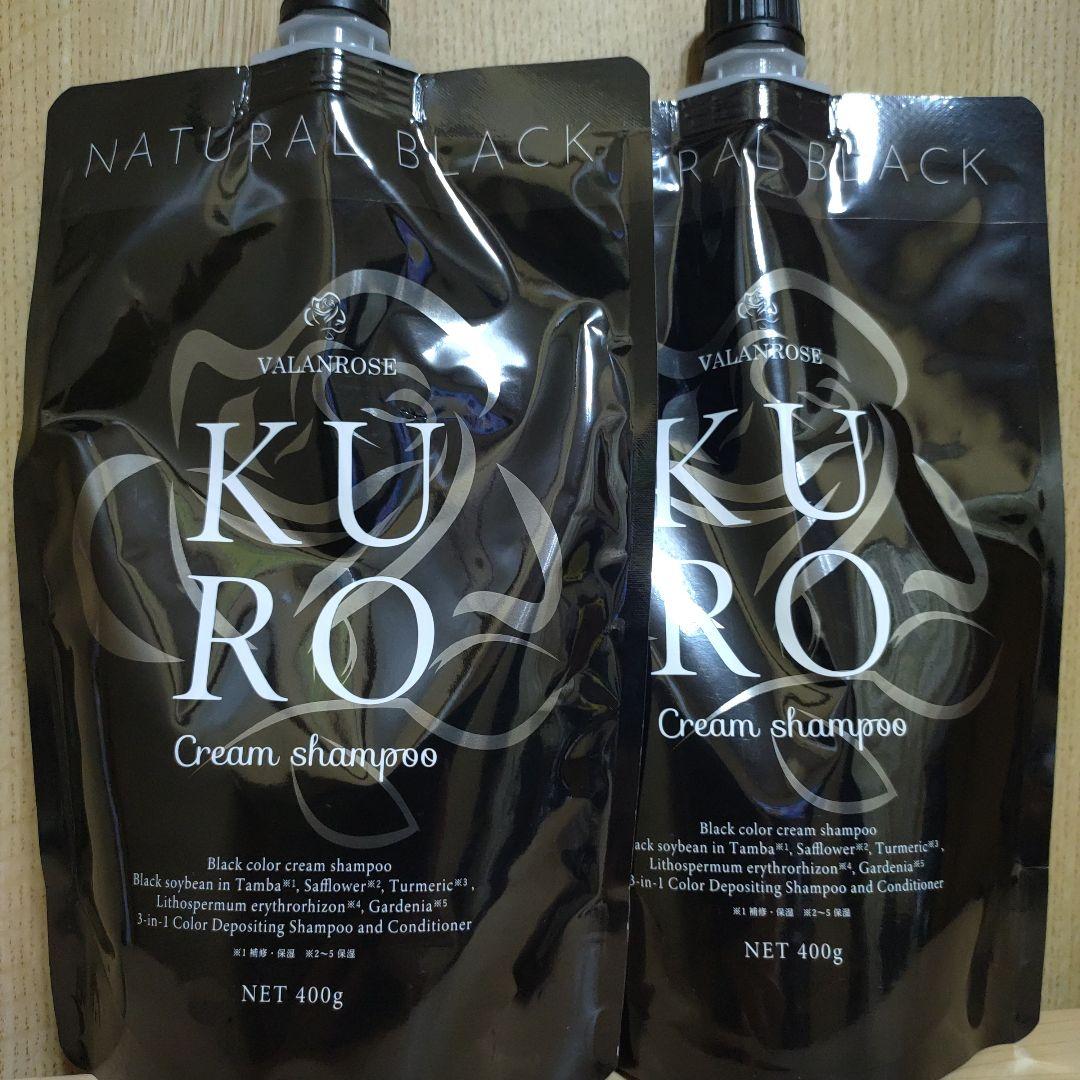 NATURAL BLACK
VALANROSE
KU
RO
Cream shampoo
Black color cream shampoo
Black soybean in Tamba※1, Safflower※2, Turmeric※3,
Lithospermum erythrorhizon※4, Gardenia※5
3-in-1 Color Depositing Shampoo and Conditioner
※1 補修・保湿 ※2～5 保湿
NET 400g
RAL BLACK
VALANROSE
KU
RO
Cream shampoo
Black color cream shampoo
ack soybean in Tamba※1, Safflower※2, Turmeric※3,
Lithospermum erythrorhizon※4, Gardenia※5
3-in-1 Color Depositing Shampoo and Conditioner
※1 補修・保湿 ※2～5 保湿
NET 400g